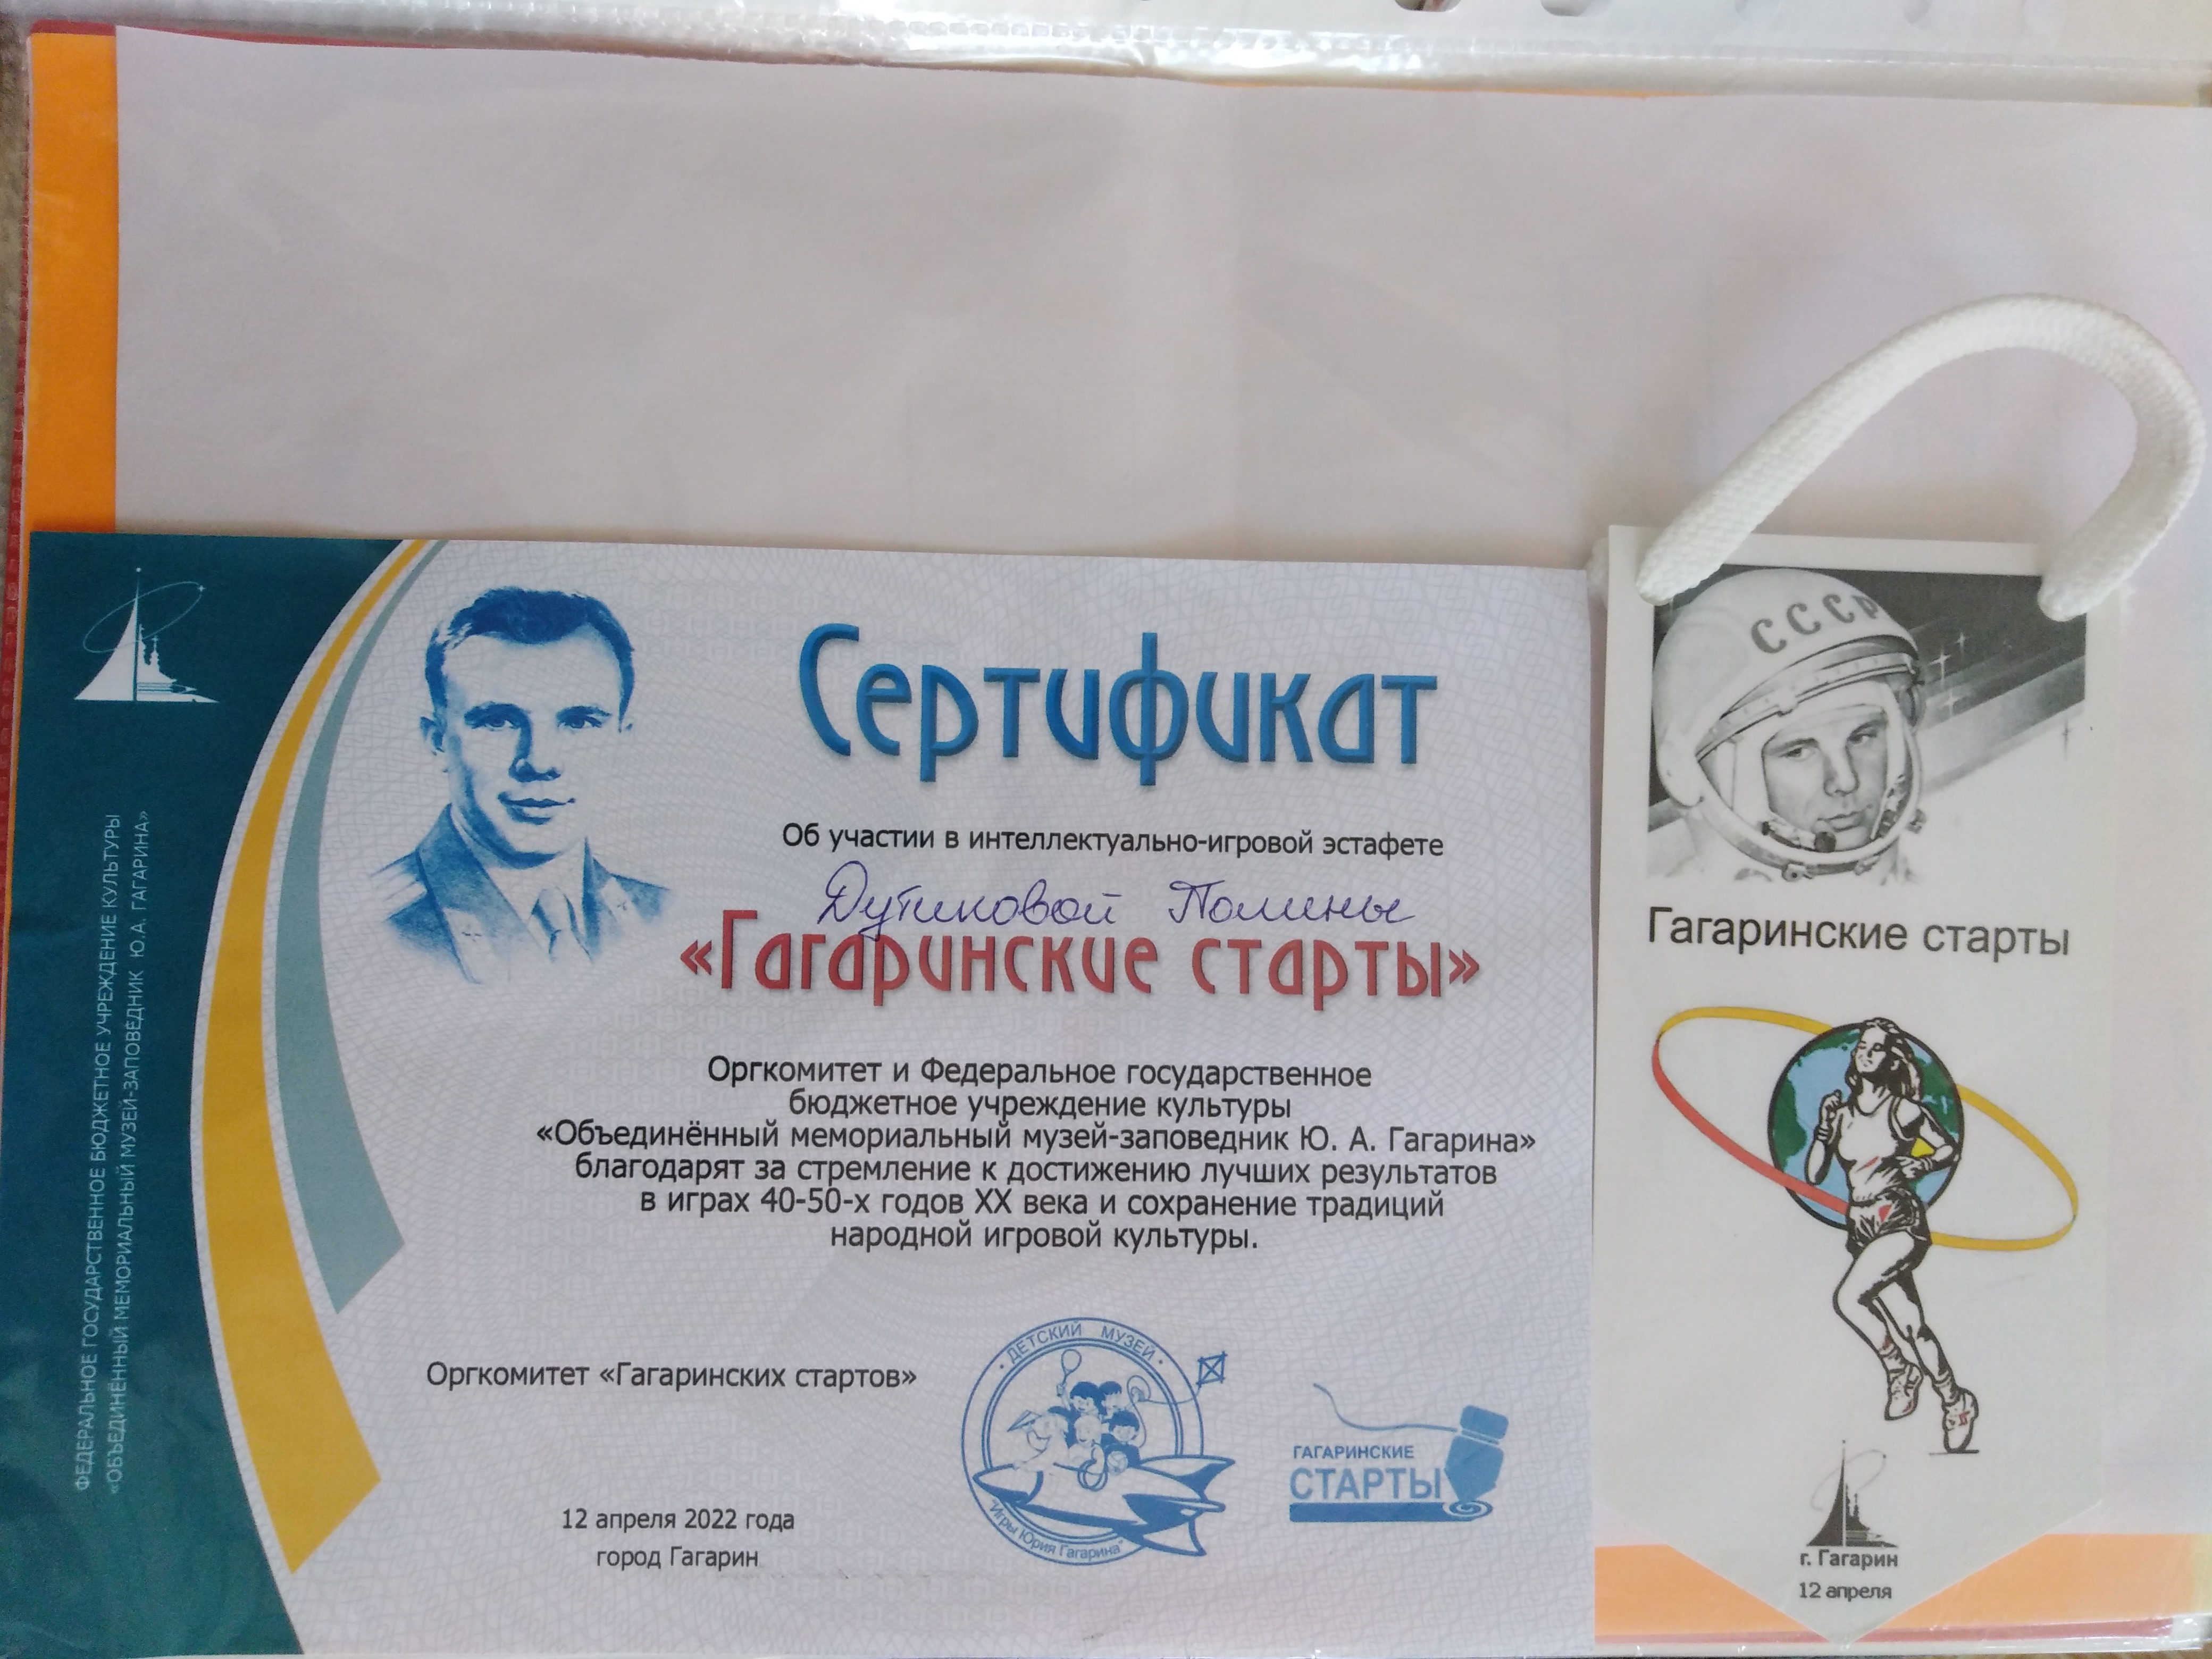 ФЕДЕРАЛЬНОЕ ГОСУДАРСТВЕННОЕ БЮДЖЕТНОЕ УЧРЕЖДЕНИЕ КУЛЬТУРЫ
«ОБЪЕДИНЁННЫЙ МЕМОРИАЛЬНЫЙ МУЗЕЙ-ЗАПОВЕДНИК Ю.А. ГАГАРИНА»
Сертификат
Об участии в интеллектуально-игровой эстафете
Дутиковой Полины
«Гагаринские старты»
Оргкомитет и Федеральное государственное
бюджетное учреждение культуры
«Объединённый мемориальный музей-заповедник Ю. А. Гагарина»
благодарят за стремление к достижению лучших результатов
в играх 40-50-х годов XX века и сохранение традиций
народной игровой культуры.
Оргкомитет «Гагаринских стартов»
12 апреля 2022 года
город Гагарин
· ДЕТСКИЙ МУЗЕЙ ·
"Игры Юрия Гагарина"
ГАГАРИНСКИЕ
СТАРТЫ
СССР
Гагаринские старты
г. Гагарин
12 апреля